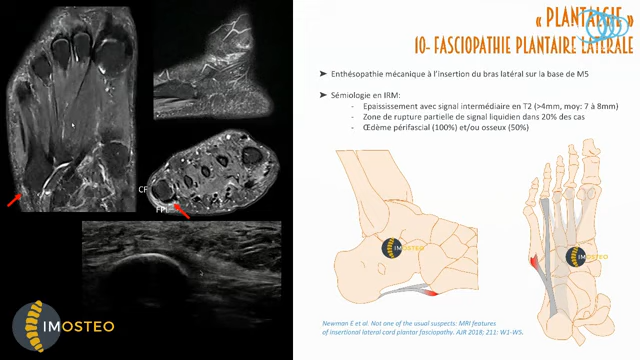 « PLANTALGIE »
10- FASCIOPATHIE PLANTAIRE LATERALE
➤ Enthésopathie mécanique à l'insertion du bras latéral sur la base de M5
➤ Sémiologie en IRM:
- Epaississement avec signal intermédiaire en T2 (>4mm, moy: 7 à 8mm)
- Zone de rupture partielle de signal liquidien dans 20% des cas
- Œdème périfascial (100%) et/ou osseux (50%)
CF
IMOSTEO
IMOSTEO
IMOSTEO
Newman E et al. Not one of the usual suspects: MRI features
of insertional lateral cord plantar fasciopathy. AJR 2018; 211: W1-W5.